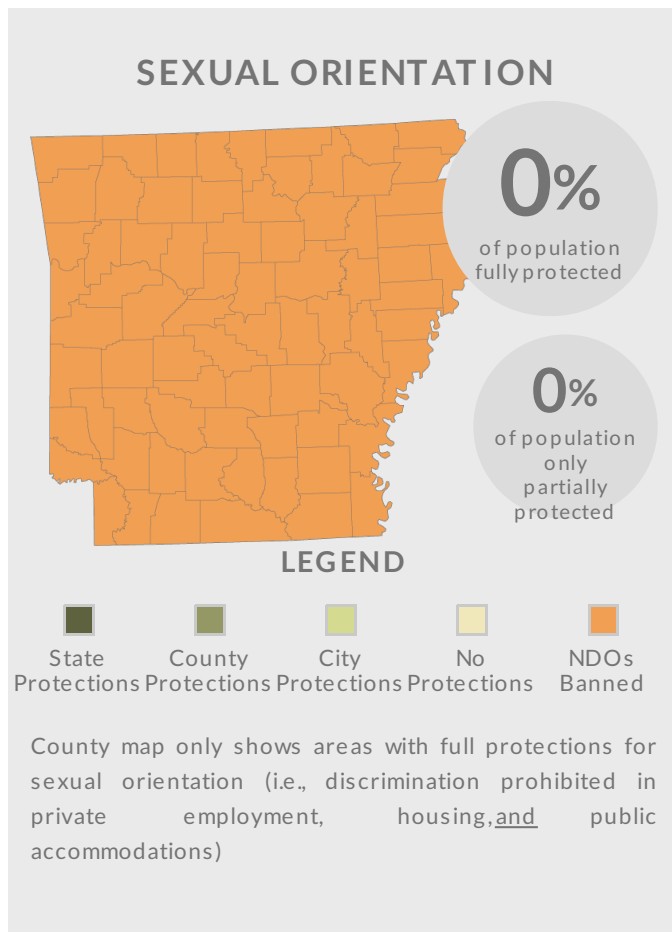 SEXUAL ORIENTATION
0%
of population
fully protected
0%
of population
only
partially
protected
LEGEND
State
Protections
County
Protections
City
Protections
No
Protections
NDOs
Banned
County map only shows areas with full protections for
sexual orientation (i.e., discrimination prohibited in
private employment, housing, and public
accommodations)